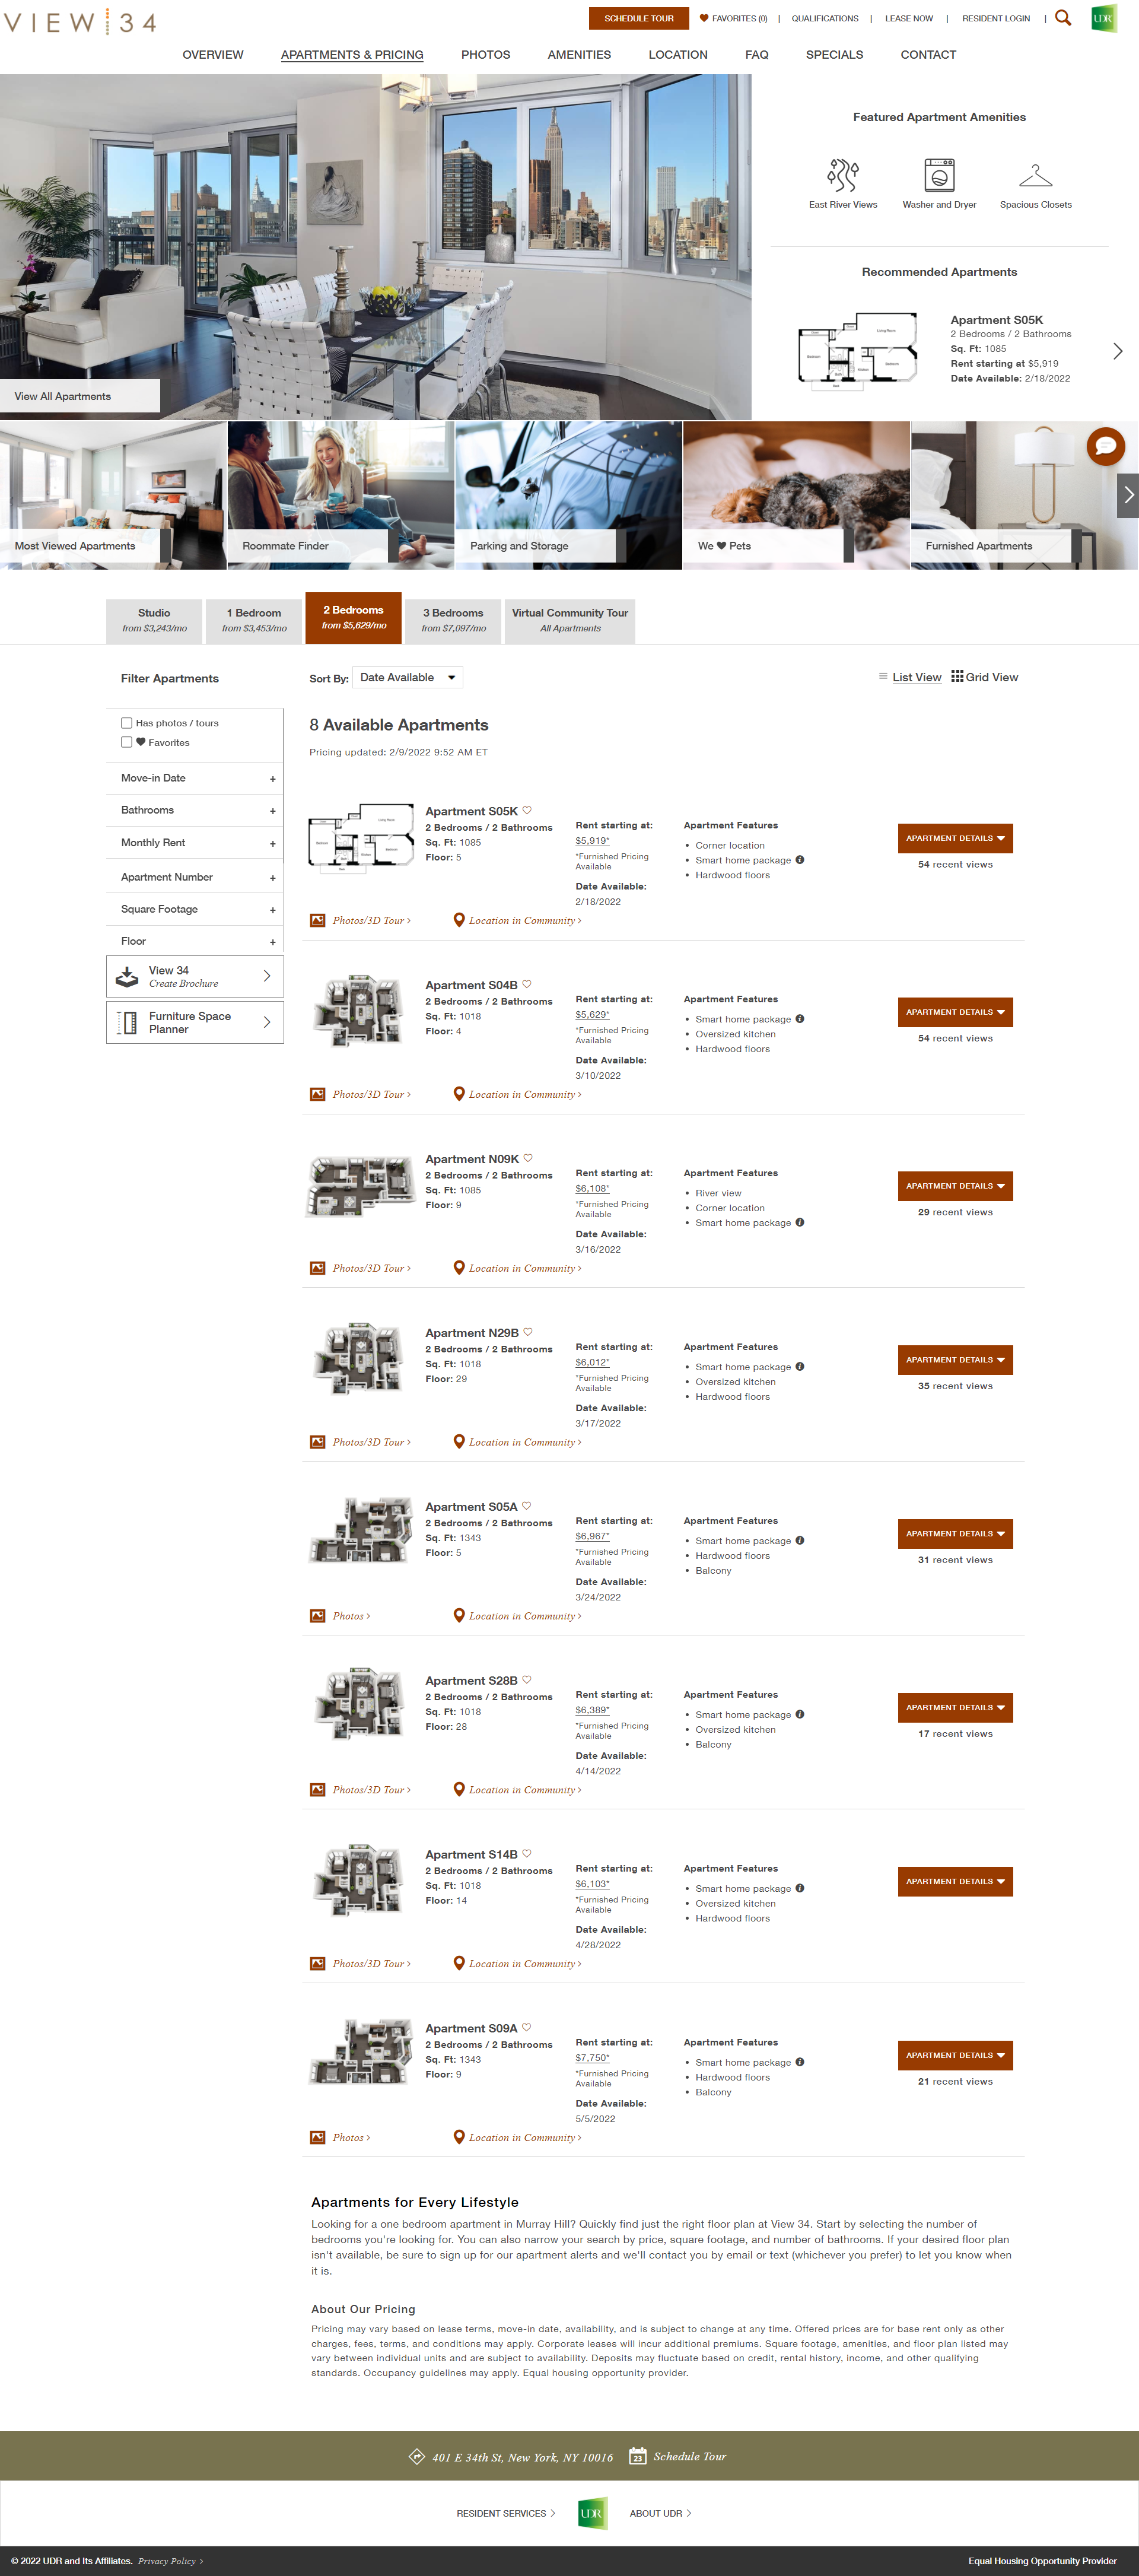 VIEW 34
SCHEDULE TOUR
FAVORITES (0) | QUALIFICATIONS | LEASE NOW | RESIDENT LOGIN |
UDR
OVERVIEW
APARTMENTS & PRICING
PHOTOS
AMENITIES
LOCATION
FAQ
SPECIALS
CONTACT
View All Apartments
Featured Apartment Amenities
East River Views
Washer and Dryer
Spacious Closets
Recommended Apartments
Apartment S05K
2 Bedrooms / 2 Bathrooms
Sq. Ft: 1085
Rent starting at $5,919
Date Available: 2/18/2022
Most Viewed Apartments
Roommate Finder
Parking and Storage
We ♥ Pets
Furnished Apartments
Studio
from $3,243/mo
1 Bedroom
from $3,453/mo
2 Bedrooms
from $5,629/mo
3 Bedrooms
from $7,097/mo
Virtual Community Tour
All Apartments
Filter Apartments
Has photos / tours
Favorites
Move-in Date +
Bathrooms +
Monthly Rent +
Apartment Number +
Square Footage +
Floor +
View 34
Create Brochure
Furniture Space
Planner
Sort By: Date Available
List View
Grid View
8 Available Apartments
Pricing updated: 2/9/2022 9:52 AM ET
Apartment S05K
2 Bedrooms / 2 Bathrooms
Sq. Ft: 1085
Floor: 5
Rent starting at:
$5,919*
*Furnished Pricing
Available
Date Available:
2/18/2022
Apartment Features
• Corner location
• Smart home package
• Hardwood floors
APARTMENT DETAILS
54 recent views
Photos/3D Tour >
Location in Community >
Apartment S04B
2 Bedrooms / 2 Bathrooms
Sq. Ft: 1018
Floor: 4
Rent starting at:
$5,629*
*Furnished Pricing
Available
Date Available:
3/10/2022
Apartment Features
• Smart home package
• Oversized kitchen
• Hardwood floors
APARTMENT DETAILS
54 recent views
Photos/3D Tour >
Location in Community >
Apartment N09K
2 Bedrooms / 2 Bathrooms
Sq. Ft: 1085
Floor: 9
Rent starting at:
$6,108*
*Furnished Pricing
Available
Date Available:
3/16/2022
Apartment Features
• River view
• Corner location
• Smart home package
APARTMENT DETAILS
29 recent views
Photos/3D Tour >
Location in Community >
Apartment N29B
2 Bedrooms / 2 Bathrooms
Sq. Ft: 1018
Floor: 29
Rent starting at:
$6,012*
*Furnished Pricing
Available
Date Available:
3/17/2022
Apartment Features
• Smart home package
• Oversized kitchen
• Hardwood floors
APARTMENT DETAILS
35 recent views
Photos/3D Tour >
Location in Community >
Apartment S05A
2 Bedrooms / 2 Bathrooms
Sq. Ft: 1343
Floor: 5
Rent starting at:
$6,967*
*Furnished Pricing
Available
Date Available:
3/24/2022
Apartment Features
• Smart home package
• Hardwood floors
• Balcony
APARTMENT DETAILS
31 recent views
Photos >
Location in Community >
Apartment S28B
2 Bedrooms / 2 Bathrooms
Sq. Ft: 1018
Floor: 28
Rent starting at:
$6,389*
*Furnished Pricing
Available
Date Available:
4/14/2022
Apartment Features
• Smart home package
• Oversized kitchen
• Balcony
APARTMENT DETAILS
17 recent views
Photos/3D Tour >
Location in Community >
Apartment S14B
2 Bedrooms / 2 Bathrooms
Sq. Ft: 1018
Floor: 14
Rent starting at:
$6,103*
*Furnished Pricing
Available
Date Available:
4/28/2022
Apartment Features
• Smart home package
• Oversized kitchen
• Hardwood floors
APARTMENT DETAILS
Photos/3D Tour >
Location in Community >
Apartment S09A
2 Bedrooms / 2 Bathrooms
Sq. Ft: 1343
Floor: 9
Rent starting at:
$7,750*
*Furnished Pricing
Available
Date Available:
5/5/2022
Apartment Features
• Smart home package
• Hardwood floors
• Balcony
APARTMENT DETAILS
21 recent views
Photos >
Location in Community >
Apartments for Every Lifestyle
Looking for a one bedroom apartment in Murray Hill? Quickly find just the right floor plan at View 34. Start by selecting the number of
bedrooms you're looking for. You can also narrow your search by price, square footage, and number of bathrooms. If your desired floor plan
isn't available, be sure to sign up for our apartment alerts and we'll contact you by email or text (whichever you prefer) to let you know when
it is.
About Our Pricing
Pricing may vary based on lease terms, move-in date, availability, and is subject to change at any time. Offered prices are for base rent only as other
charges, fees, terms, and conditions may apply. Corporate leases will incur additional premiums. Square footage, amenities, and floor plan listed may
vary between individual units and are subject to availability. Deposits may fluctuate based on credit, rental history, income, and other qualifying
standards. Occupancy guidelines may apply. Equal housing opportunity provider.
401 E 34th St, New York, NY 10016
23
Schedule Tour
RESIDENT SERVICES >
UDR
ABOUT UDR >
© 2022 UDR and Its Affiliates. Privacy Policy >
Equal Housing Opportunity Provider